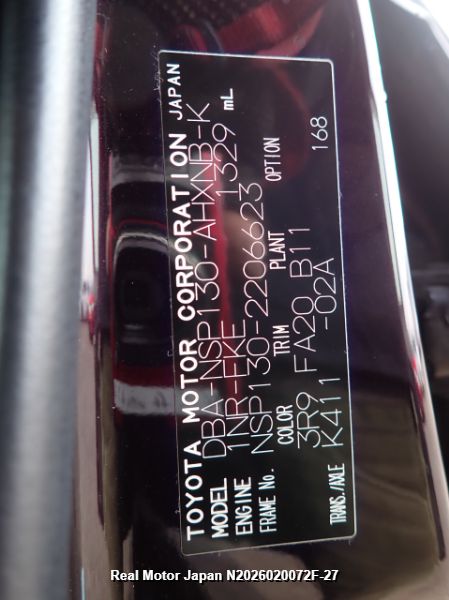 TOYOTA MOTOR CORPORATION JAPAN
MODEL DBA-NSP130-AHXNB-K
ENGINE 1NR-FKE 1329 mL
FRAME No. NSP130-2206623
COLOR TRIM PLANT OPTION
3R9 FA20 B11 168
TRANS./AXLE K411 -02A
Real Motor Japan N2026020072F-27